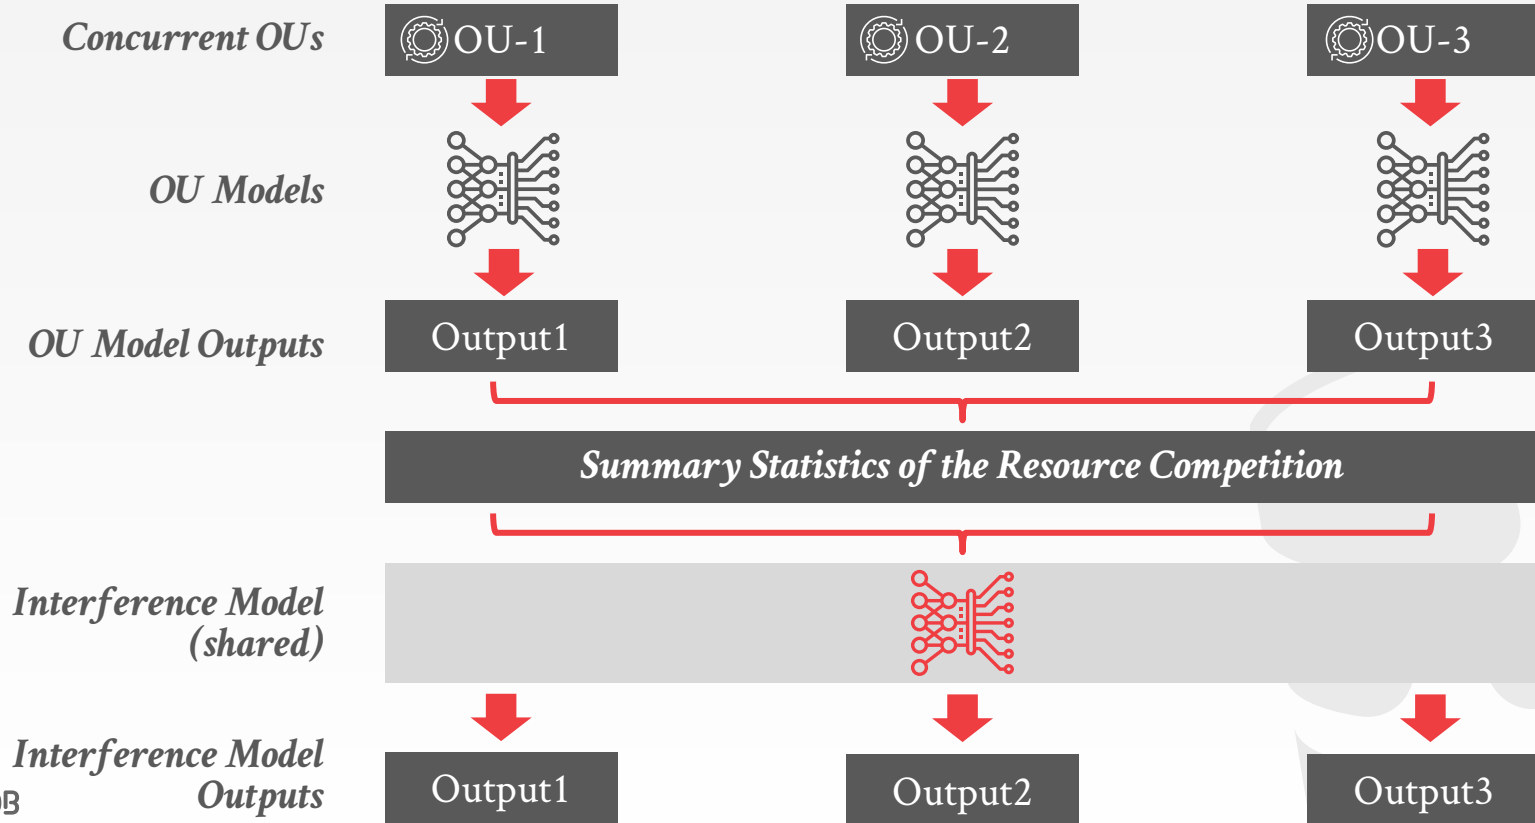 Concurrent OUs
OU-1
OU-2
OU-3
OU Models
OU Model Outputs
Output1
Output2
Output3
Summary Statistics of the Resource Competition
Interference Model
(shared)
Interference Model
Outputs
Output1
Output2
Output3